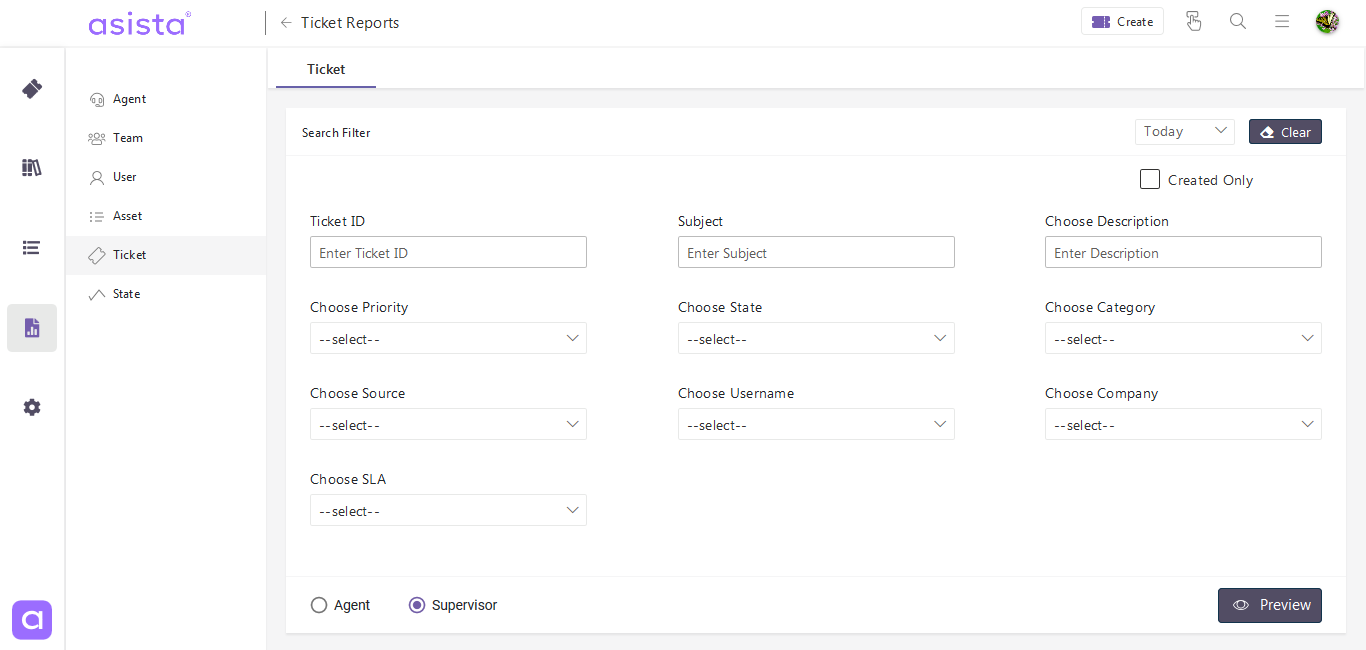 asista®
Ticket Reports
Create
Agent
Team
User
Asset
Ticket
State
Ticket
Search Filter
Today
Clear
Created Only
Ticket ID
Subject
Choose Description
Enter Ticket ID
Enter Subject
Enter Description
Choose Priority
Choose State
Choose Category
--select--
--select--
--select--
Choose Source
Choose Username
Choose Company
--select--
--select--
--select--
Choose SLA
--select--
Agent
Supervisor
Preview
a